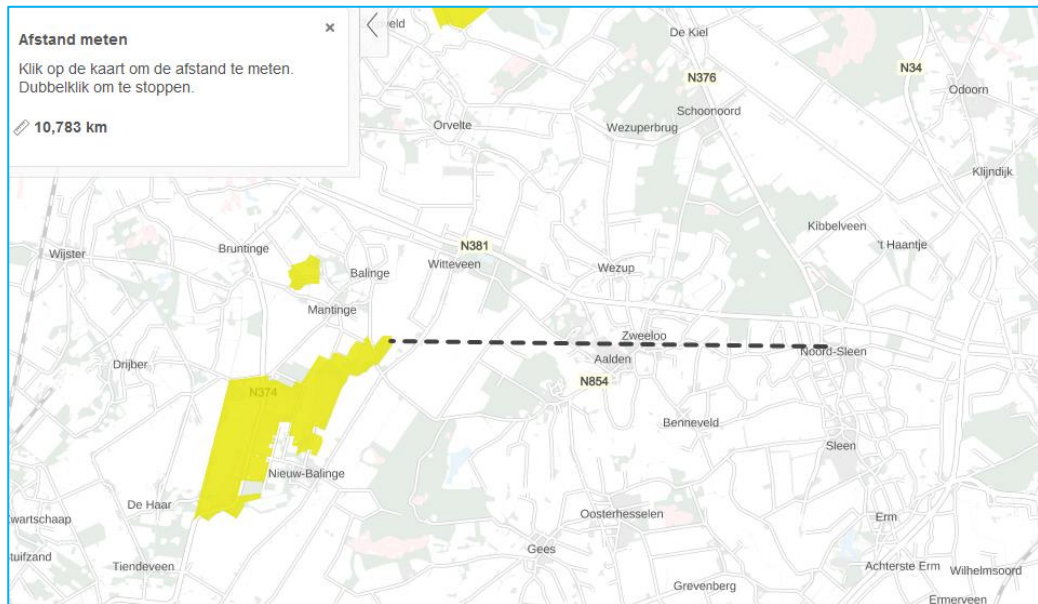 Afstand meten
Klik op de kaart om de afstand te meten.
Dubbelklik om te stoppen.
10,783 km
eld
De Kiel
N376
N34
Odoorn
Schoonoord
Orvelte
Wezuperbrug
Klijndijk
Kibbelveen
't Haantje
Bruntinge
N381
Wijster
Witteveen
Balinge
Wezup
Mantinge
Zweeloo
Noord-Sleen
Drijber
Aalden
N854
N374
Benneveld
Sleen
Nieuw-Balinge
De Haar
Oosterhesselen
wartschaap
Erm
Gees
tuifzand
Tiendeveen
Achterste Erm
Wilhelmsoord
Grevenberg
Ermerveen